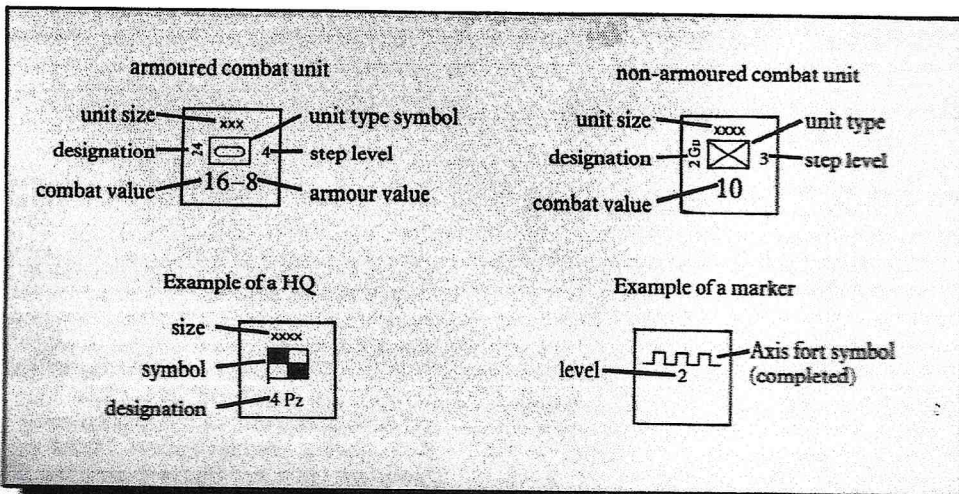 armoured combat unit
unit size
xxx
unit type symbol
designation
24
4
step level
combat value
16-8
armour value
non-armoured combat unit
unit size
xxxx
unit type
designation
2 Gu
3
step level
combat value
10
Example of a HQ
size
xxxx
symbol
designation
4 Pz
Example of a marker
level
2
Axis fort symbol
(completed)